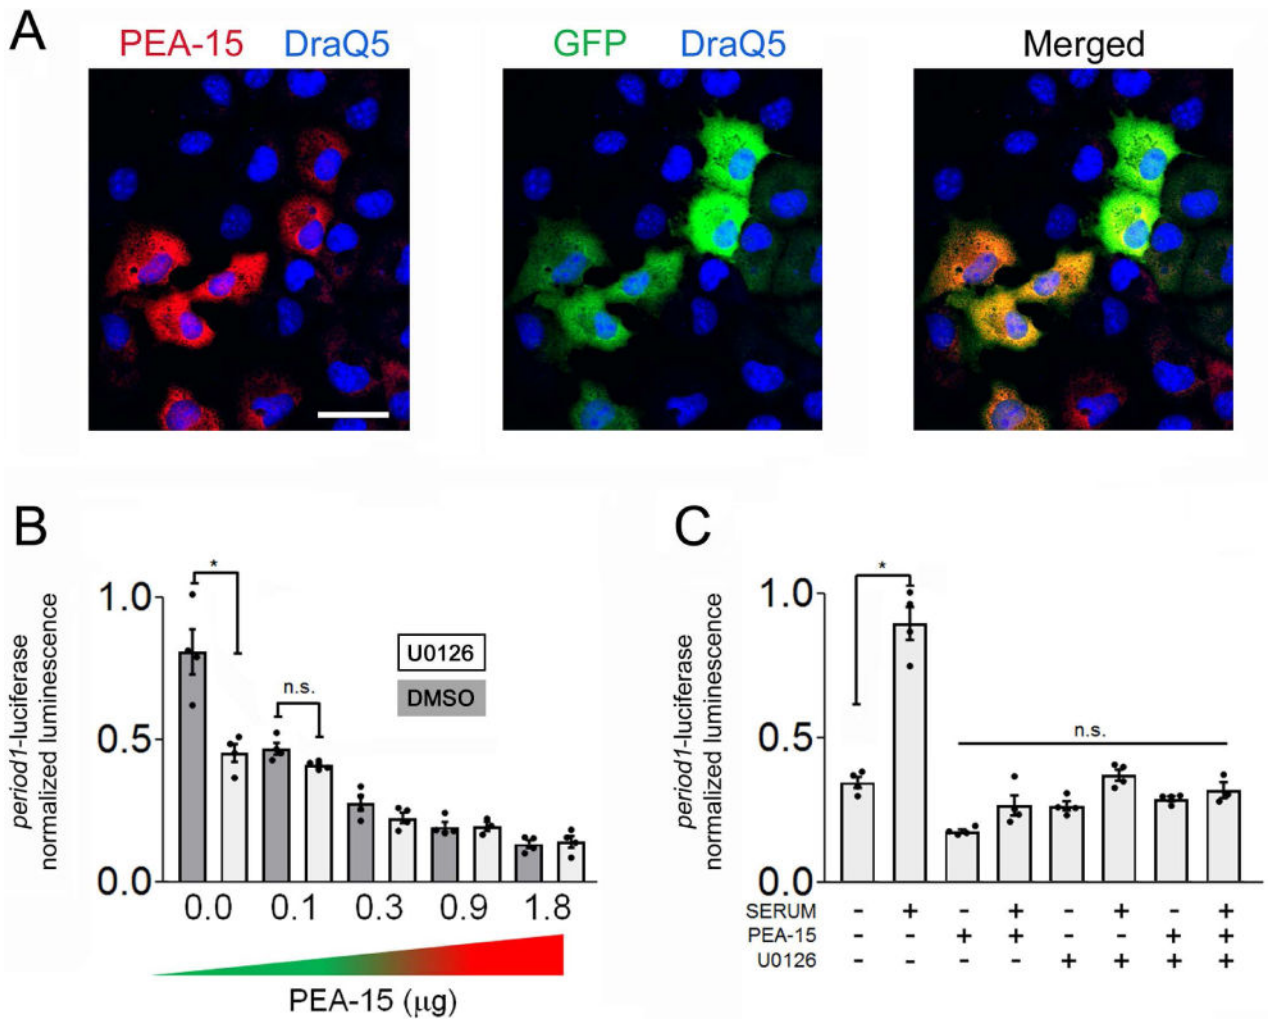 A
PEA-15 DraQ5
GFP DraQ5
Merged
B
period1-luciferase
normalized luminescence
1.0
0.5
0.0
*
n.s.
U0126
DMSO
0.0 0.1 0.3 0.9 1.8
PEA-15 (µg)
C
period1-luciferase
normalized luminescence
1.0
0.5
0.0
*
n.s.
SERUM - + - + - + - +
PEA-15 - - + + - - + +
U0126 - - - - + + + +